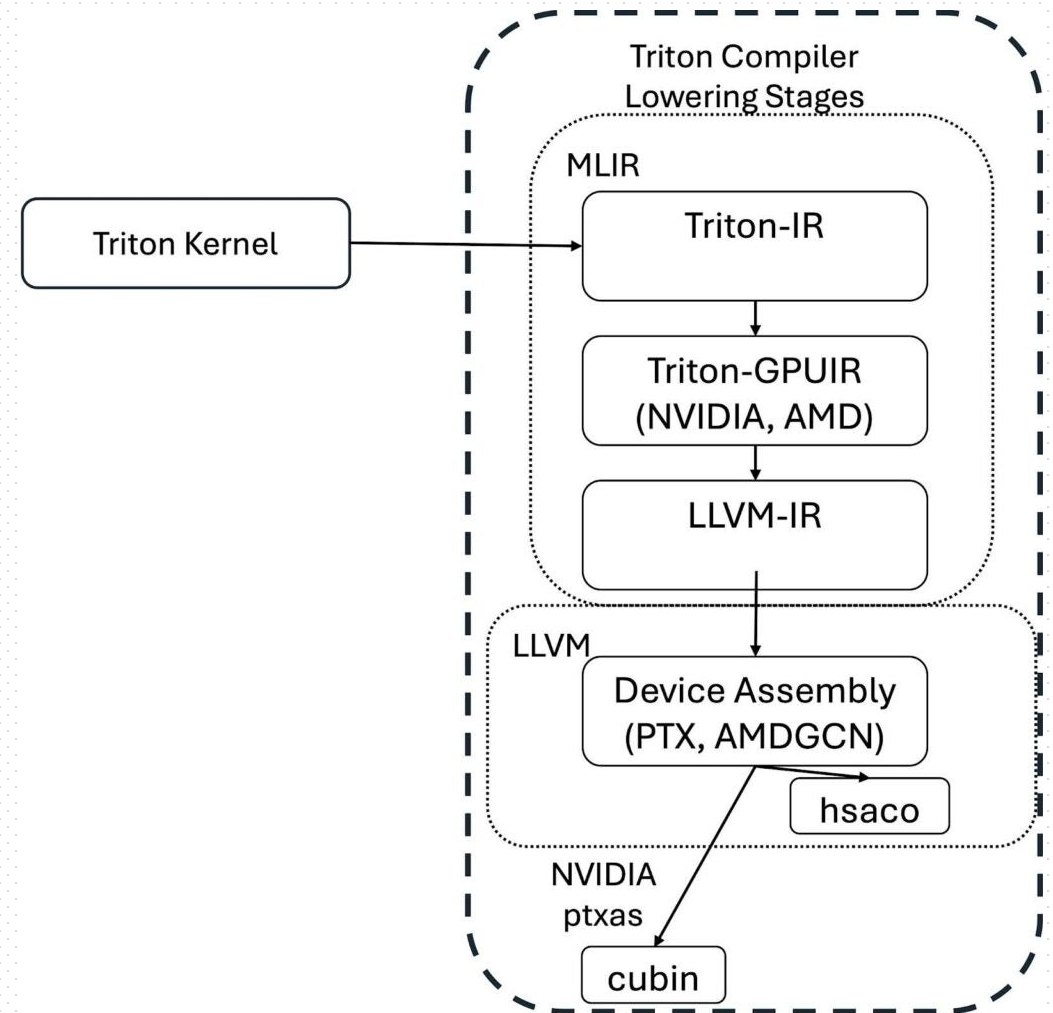 Triton Compiler
Lowering Stages
MLIR
Triton Kernel
Triton-IR
Triton-GPUIR
(NVIDIA, AMD)
LLVM-IR
LLVM
Device Assembly
(PTX, AMDGCN)
hsaco
NVIDIA
ptxas
cubin